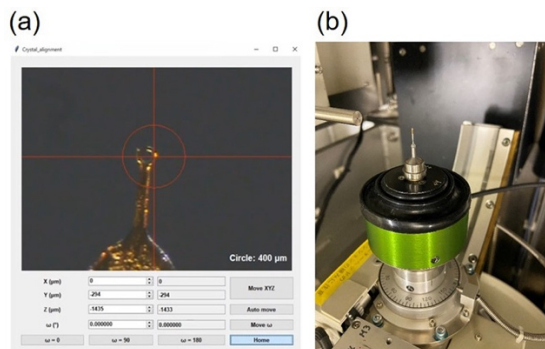 (a)
(b)
Crystal_alignment
Circle: 400 μm
X (μm) 0 0 Move XYZ
Y (μm) -294 -294
Z (μm) -1435 -1433 Auto move
ω (°) 0.000000 0.000000 Move ω
ω = 0 ω = 90 ω = 180 Home